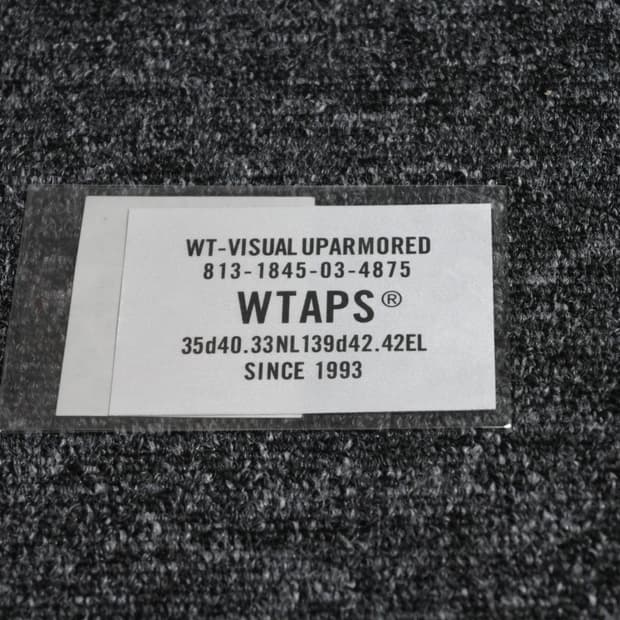 WT-VISUAL UPARMORED
813-1845-03-4875
WTAPS®
35d40.33NL139d42.42EL
SINCE 1993